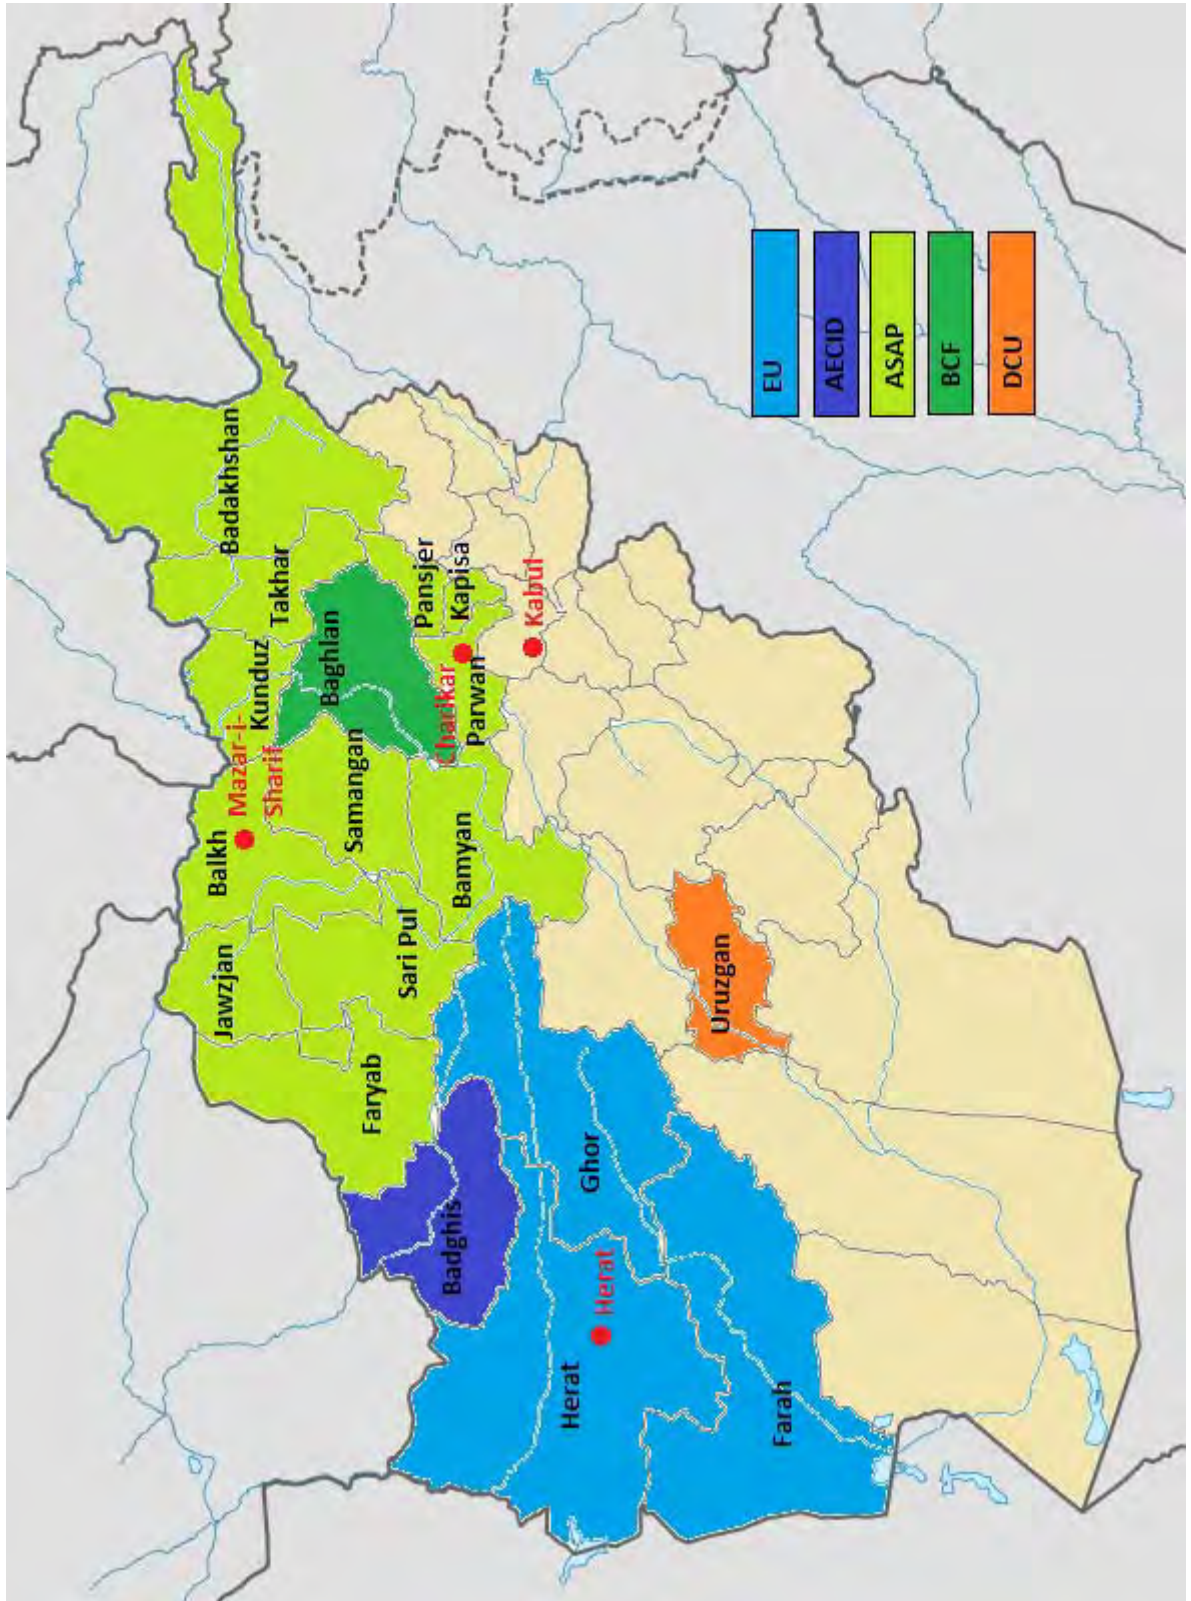 Badakhshan
Takhar
Kunduz
Mazar-i-
Sharif
Balkh
Jawzjan
Baghlan
Samangan
Faryab
Sari Pul
Bamyan
Pansjer
Kapisa
Charikar
Parwan
Kabul
Badghis
Ghor
Herat
Herat
Uruzgan
Farah
EU
AECID
ASAP
BCF
DCU